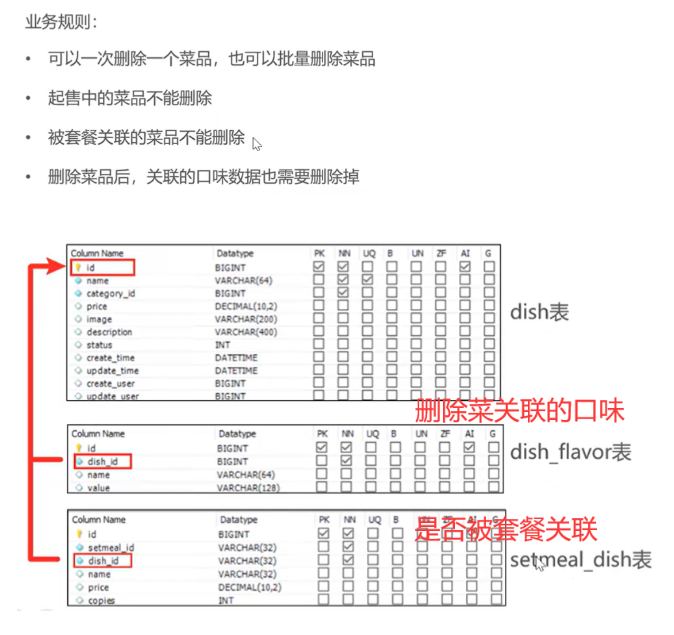 业务规则：
• 可以一次删除一个菜品，也可以批量删除菜品
• 起售中的菜品不能删除
• 被套餐关联的菜品不能删除
• 删除菜品后，关联的口味数据也需要删除掉
Column Name Datatype PK NN UQ B UN ZF AI G
id BIGINT
name VARCHAR(64)
category_id BIGINT
price DECIMAL(10,2)
image VARCHAR(200)
description VARCHAR(400)
status INT
create_time DATETIME
update_time DATETIME
create_user BIGINT
update_user BIGINT
dish表
删除菜关联的口味
Column Name Datatype PK NN UQ B UN ZF AI G
id BIGINT
dish_id BIGINT
name VARCHAR(64)
value VARCHAR(128)
dish_flavor表
Column Name Datatype PK NN UQ B UN ZF AI G
是否被套餐关联
id BIGINT
setmeal_id VARCHAR(32)
dish_id VARCHAR(32)
name VARCHAR(32)
price DECIMAL(10,2)
copies INT
setmeal_dish表